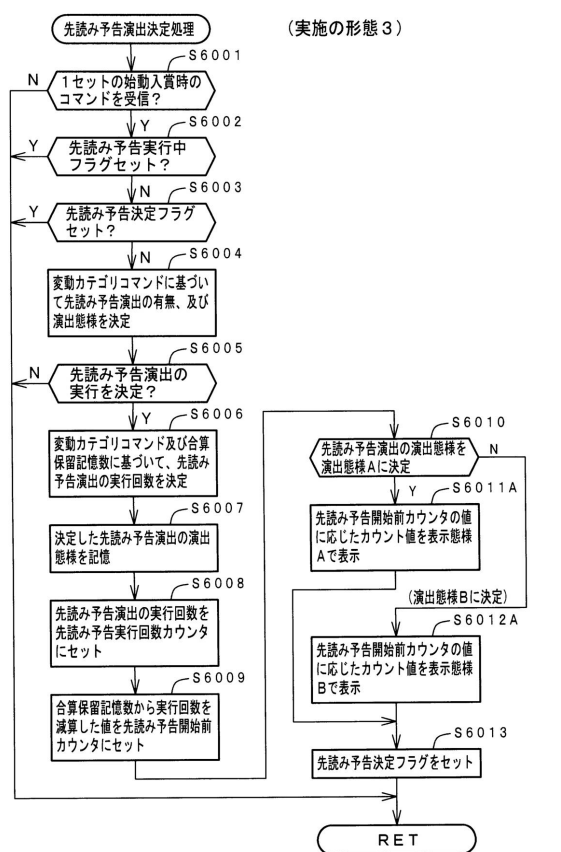 先読み予告演出決定処理
（実施の形態３）
S6001
N
１セットの始動入賞時の
コマンドを受信？
Y
S6002
Y
先読み予告実行中
フラグセット？
N
S6003
Y
先読み予告決定フラグ
セット？
N
S6004
変動カテゴリコマンドに基づい
て先読み予告演出の有無、及び
演出態様を決定
S6005
N
先読み予告演出の
実行を決定？
Y
S6006
変動カテゴリコマンド及び合算
保留記憶数に基づいて、先読み
予告演出の実行回数を決定
S6007
決定した先読み予告演出の演出
態様を記憶
S6008
先読み予告演出の実行回数を
先読み予告実行回数カウンタ
にセット
S6009
合算保留記憶数から実行回数を
減算した値を先読み予告開始前
カウンタにセット
S6010
先読み予告演出の演出態様を
演出態様Aに決定
N
Y
S6011A
先読み予告開始前カウンタの値
に応じたカウント値を表示態様
Aで表示
（演出態様Bに決定）
S6012A
先読み予告開始前カウンタの値
に応じたカウント値を表示態様
Bで表示
S6013
先読み予告決定フラグをセット
RET